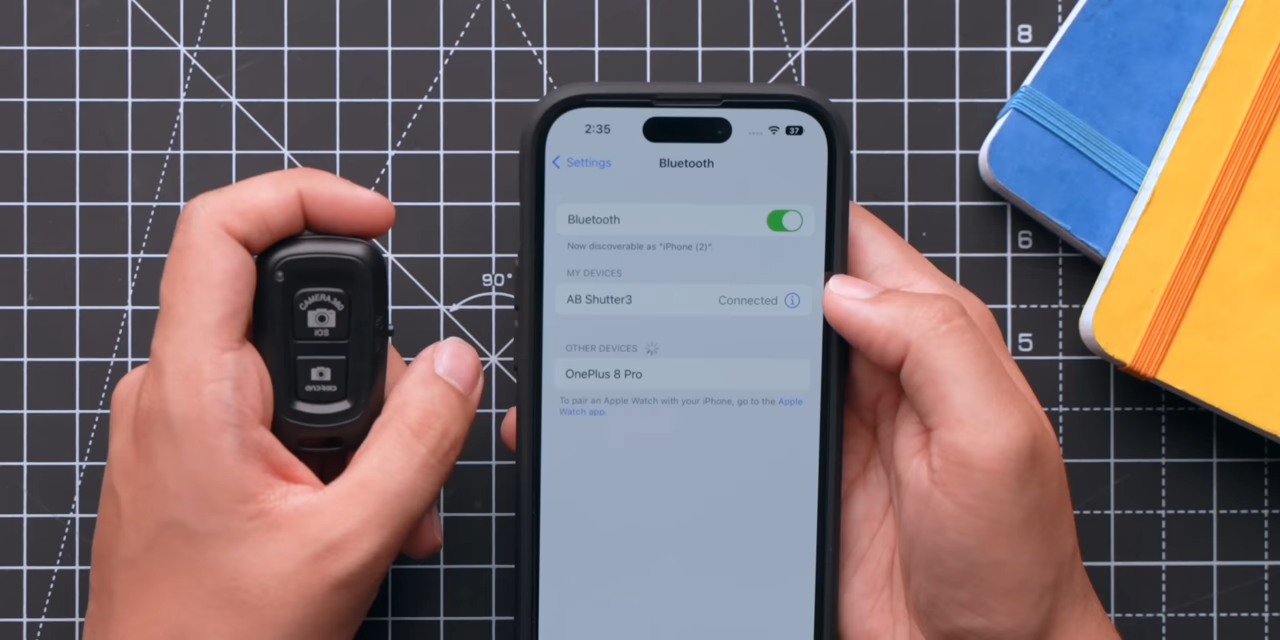 8
6
5
90°
CAMERA360
iOS
ANDROID
2:35
37
Settings
Bluetooth
Bluetooth
Now discoverable as "iPhone (2)"
MY DEVICES
AB Shutter3
Connected
OTHER DEVICES
OnePlus 8 Pro
To pair an Apple Watch with your iPhone, go to the Apple
Watch app.